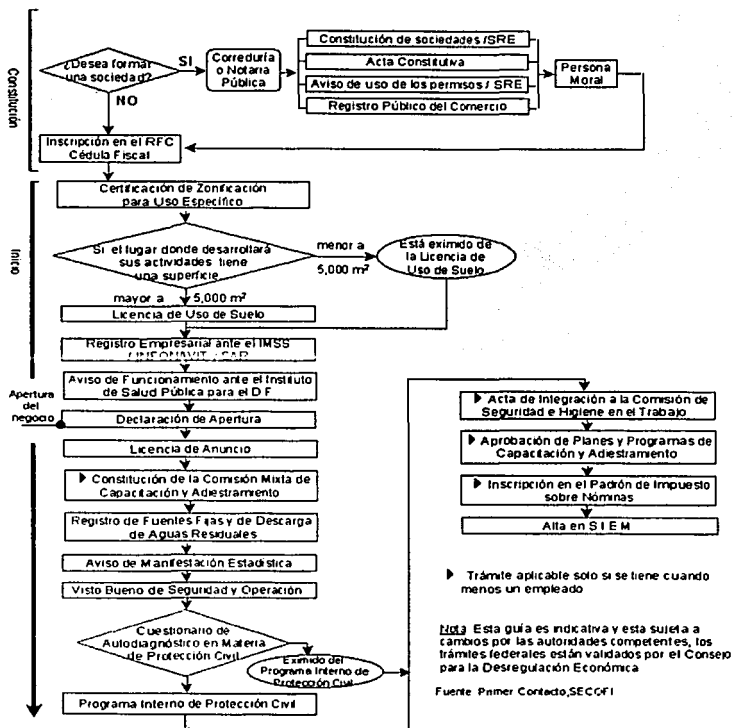 Constitución
¿Desea formar
una sociedad?
SI
NO
Correduría
o Notaria
Pública
Constitución de sociedades /SRE
Acta Constitutiva
Aviso de uso de los permisos / SRE
Registro Público del Comercio
Persona
Moral
Inscripción en el RFC
Cédula Fiscal
Inicio
Certificación de Zonificación
para Uso Específico
Si el lugar donde desarrollará
sus actividades tiene
una superficie
menor a
5,000 m²
Está eximido de
la Licencia de
Uso de Suelo
mayor a 5,000 m²
Licencia de Uso de Suelo
Registro Empresarial ante el IMSS
/ INFONAVIT / SAR
Aviso de Funcionamiento ante el Instituto
de Salud Pública para el D F
Apertura
del
negocio
Declaración de Apertura
Licencia de Anuncio
Constitución de la Comisión Mixta de
Capacitación y Adiestramiento
Registro de Fuentes Fijas y de Descarga
de Aguas Residuales
Aviso de Manifestación Estadística
Visto Bueno de Seguridad y Operación
Cuestionario de
Autodiagnóstico en Materia
de Protección Civil
Eximido del
Programa Interno de
Protección Civil
Programa Interno de Protección Civil
Acta de Integración a la Comisión de
Seguridad e Higiene en el Trabajo
Aprobación de Planes y Programas de
Capacitación y Adiestramiento
Inscripción en el Padrón de Impuesto
sobre Nóminas
Alta en S I E M
Trámite aplicable solo si se tiene cuando
menos un empleado
Nota Esta guía es indicativa y esta sujeta a
cambios por las autoridades competentes, los
trámites federales están validados por el Consejo
para la Desregulación Económica
Fuente Primer Contacto,SECOFI